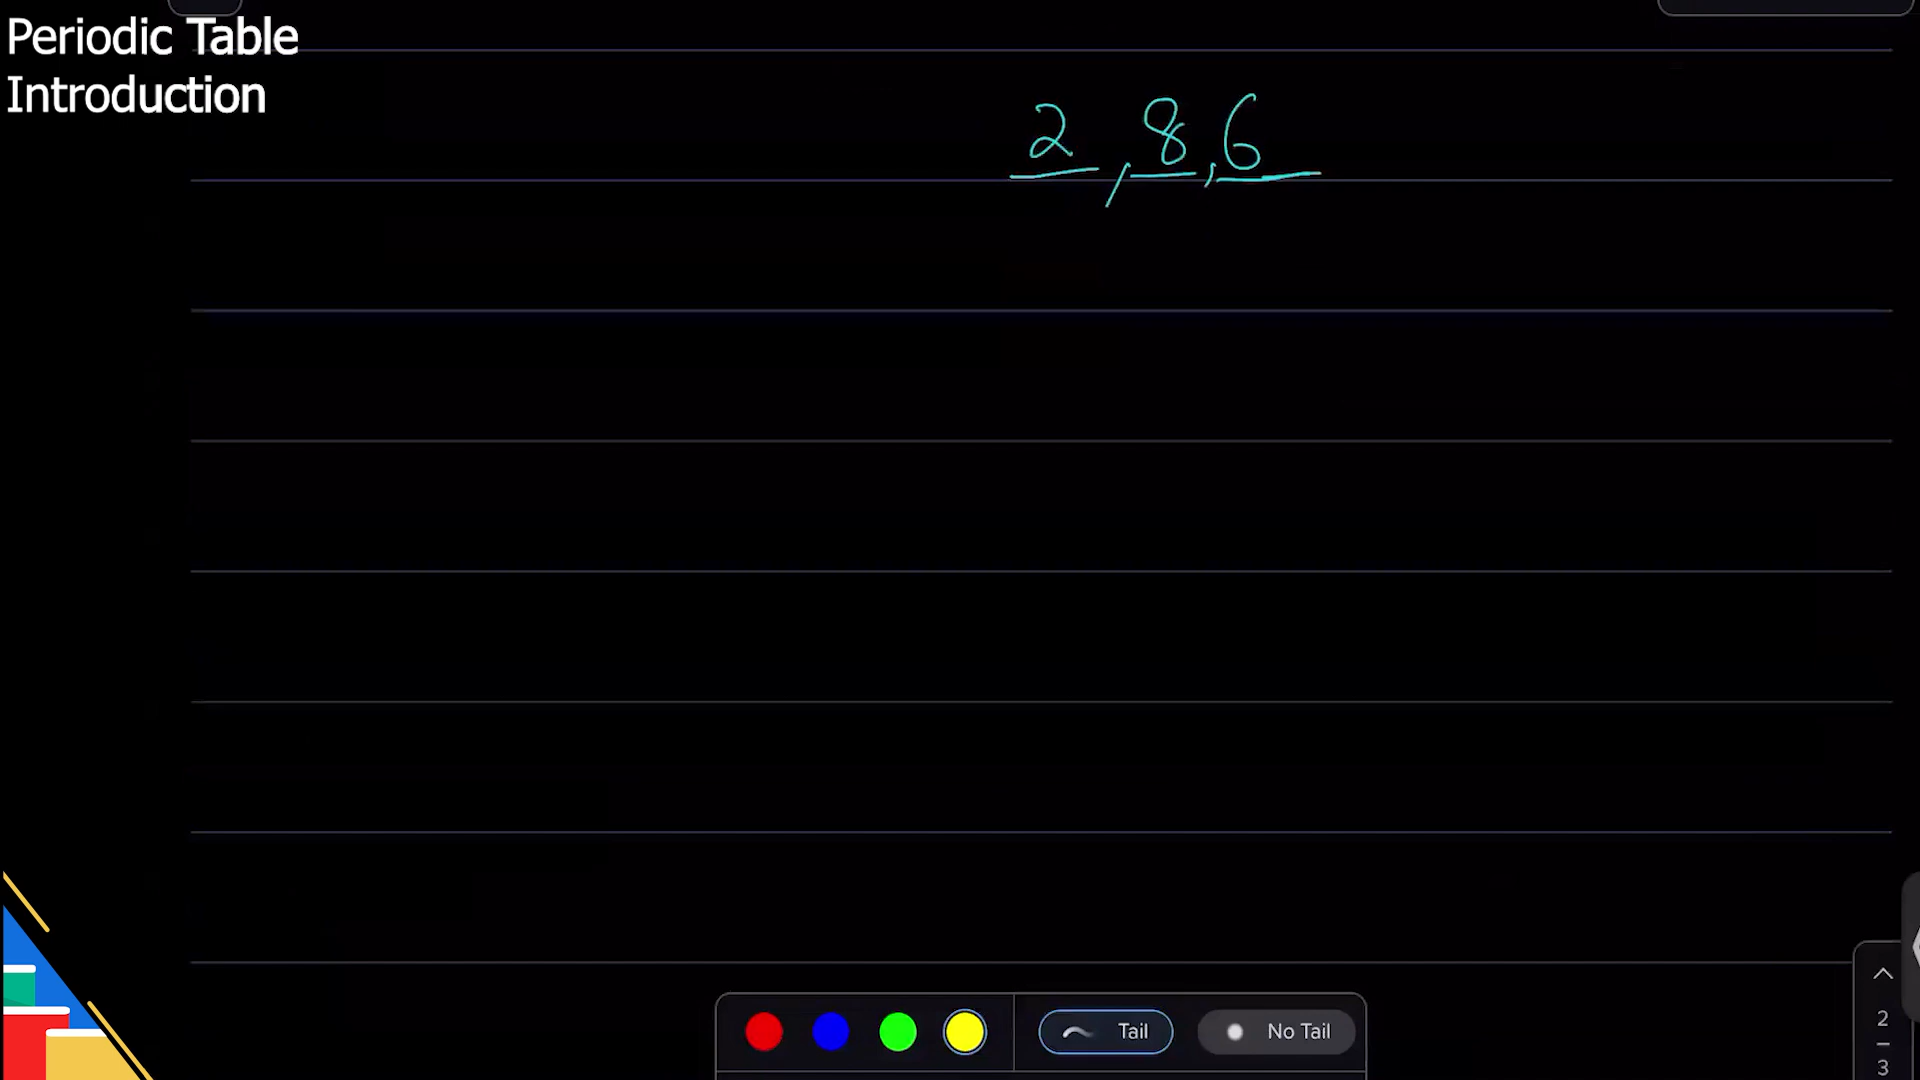 Periodic Table
Introduction
2, 8, 6
Tail
No Tail
2
3